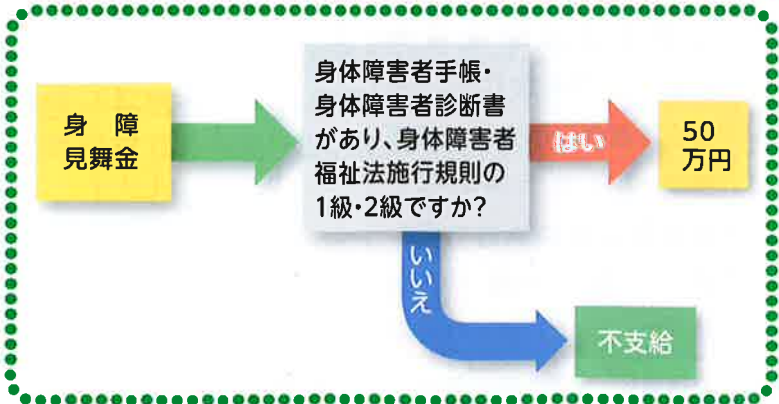 身　障
見舞金
身体障害者手帳・
身体障害者診断書
があり、身体障害者
福祉法施行規則の
1級・2級ですか?
はい
50
万円
いいえ
不支給